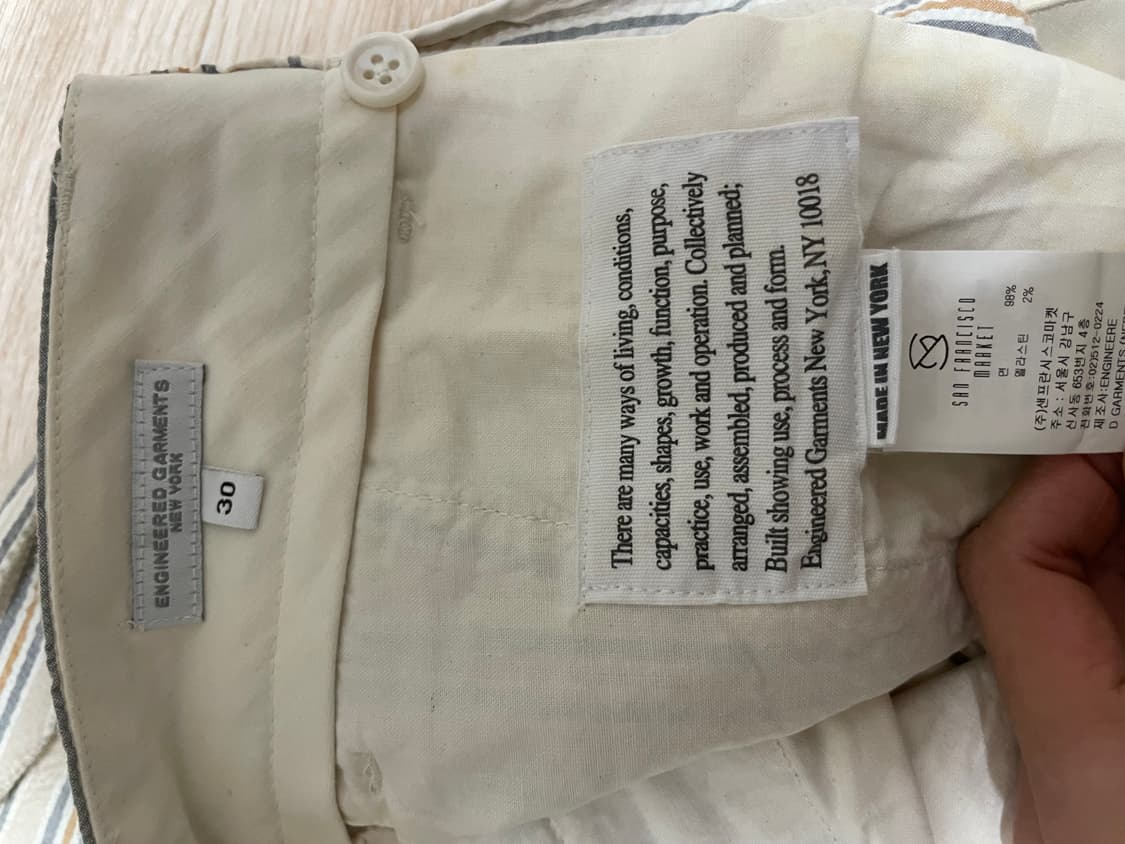 ENGINEERED GARMENTS
NEW YORK
30
There are many ways of living, conditions,
capacities, shapes, growth, function, purpose,
practice, use, work and operation. Collectively
arranged, assembled, produced and planned;
Built showing use, process and form.
Engineered Garments New York, NY 10018
MADE IN NEW YORK
SAN FRANCISCO
MARKET
면 98%
엘라스틴 2%
(주)샌프란시스코마켓
주소 : 서울시 강남구
신사동 653번지 4층
전화번호:02)512-0224
제조사:ENGINEERE
D GARMENTS